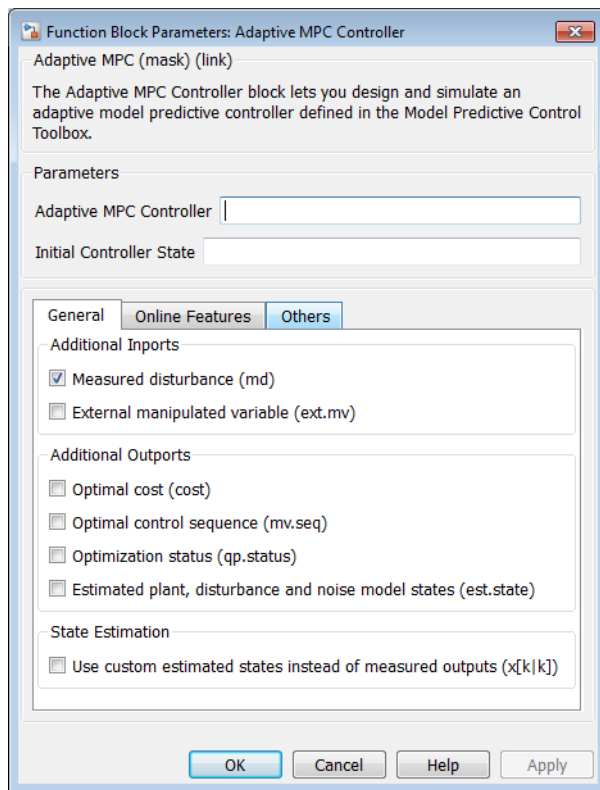 Function Block Parameters: Adaptive MPC Controller
Adaptive MPC (mask) (link)
The Adaptive MPC Controller block lets you design and simulate an
adaptive model predictive controller defined in the Model Predictive Control
Toolbox.
Parameters
Adaptive MPC Controller
Initial Controller State
General Online Features Others
Additional Inports
Measured disturbance (md)
External manipulated variable (ext.mv)
Additional Outports
Optimal cost (cost)
Optimal control sequence (mv.seq)
Optimization status (qp.status)
Estimated plant, disturbance and noise model states (est.state)
State Estimation
Use custom estimated states instead of measured outputs (x[k|k])
OK Cancel Help Apply